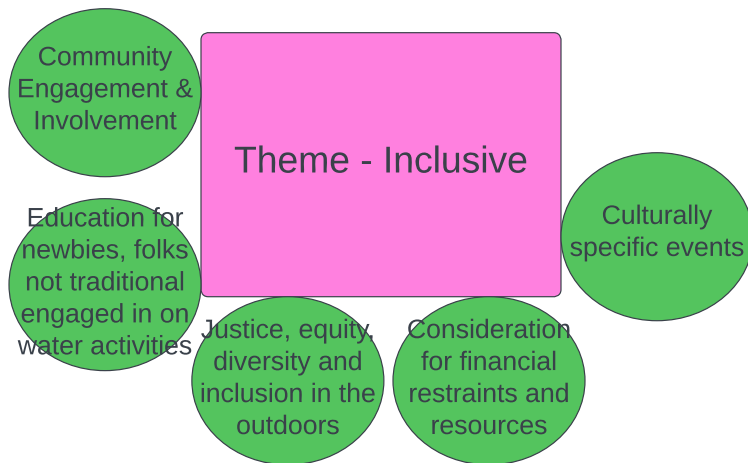 Community
Engagement &
Involvement
Theme - Inclusive
Education for
newbies, folks
not traditional
engaged in on
water activities
Culturally
specific events
Justice, equity,
diversity and
inclusion in the
outdoors
Consideration
for financial
restraints and
resources